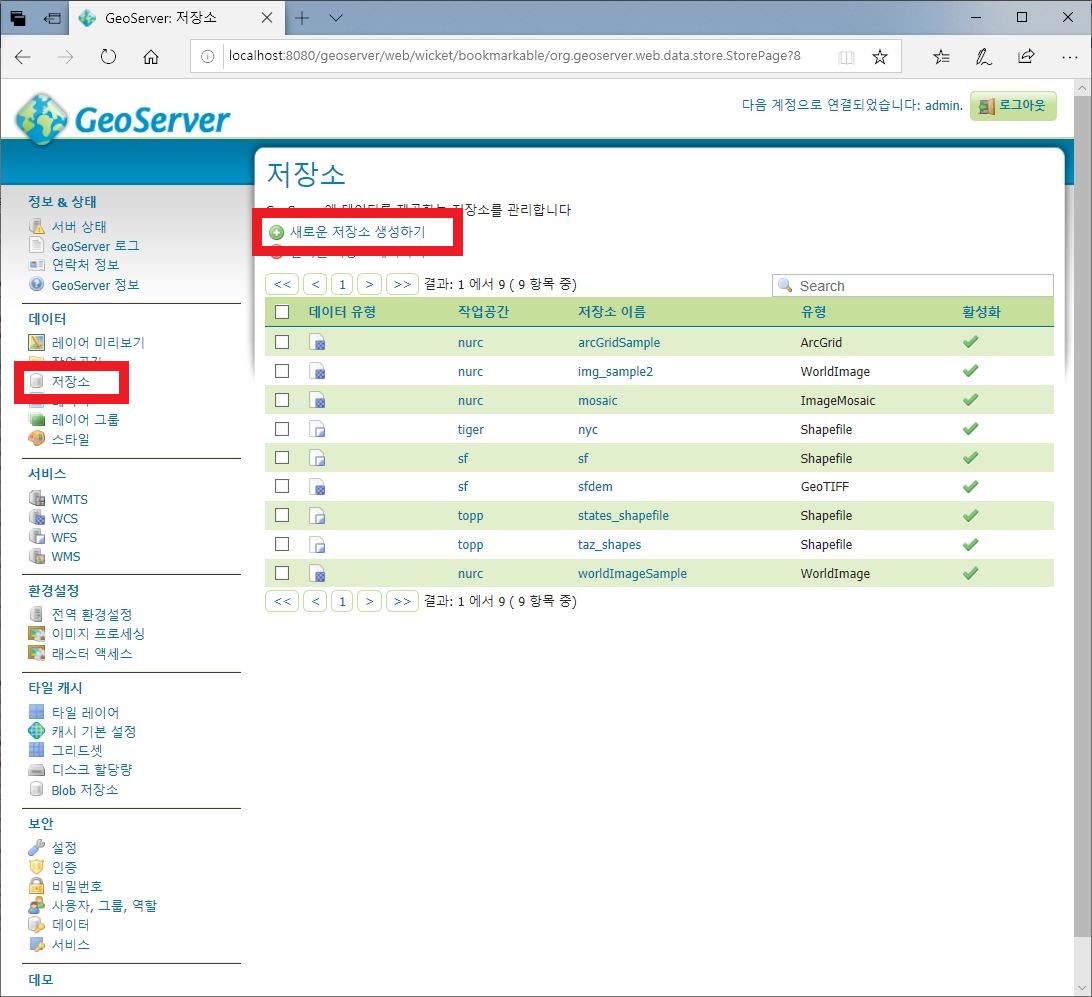 GeoServer: 저장소
localhost:8080/geoserver/web/wicket/bookmarkable/org.geoserver.web.data.store.StorePage?8
GeoServer
다음 계정으로 연결되었습니다: admin.
로그아웃
정보 & 상태
서버 상태
GeoServer 로그
연락처 정보
GeoServer 정보
데이터
레이어 미리보기
저장소
레이어 그룹
스타일
서비스
WMTS
WCS
WFS
WMS
환경설정
전역 환경설정
이미지 프로세싱
래스터 액세스
타일 캐시
타일 레이어
캐시 기본 설정
그리드셋
디스크 할당량
Blob 저장소
보안
설정
인증
비밀번호
사용자, 그룹, 역할
데이터
서비스
데모
저장소
저장소를 관리합니다
새로운 저장소 생성하기
<< < 1 > >> 결과: 1 에서 9 ( 9 항목 중)
Search
데이터 유형 작업공간 저장소 이름 유형 활성화
nurc arcGridSample ArcGrid
nurc img_sample2 WorldImage
nurc mosaic ImageMosaic
tiger nyc Shapefile
sf sf Shapefile
sf sfdem GeoTIFF
topp states_shapefile Shapefile
topp taz_shapes Shapefile
nurc worldImageSample WorldImage
<< < 1 > >> 결과: 1 에서 9 ( 9 항목 중)